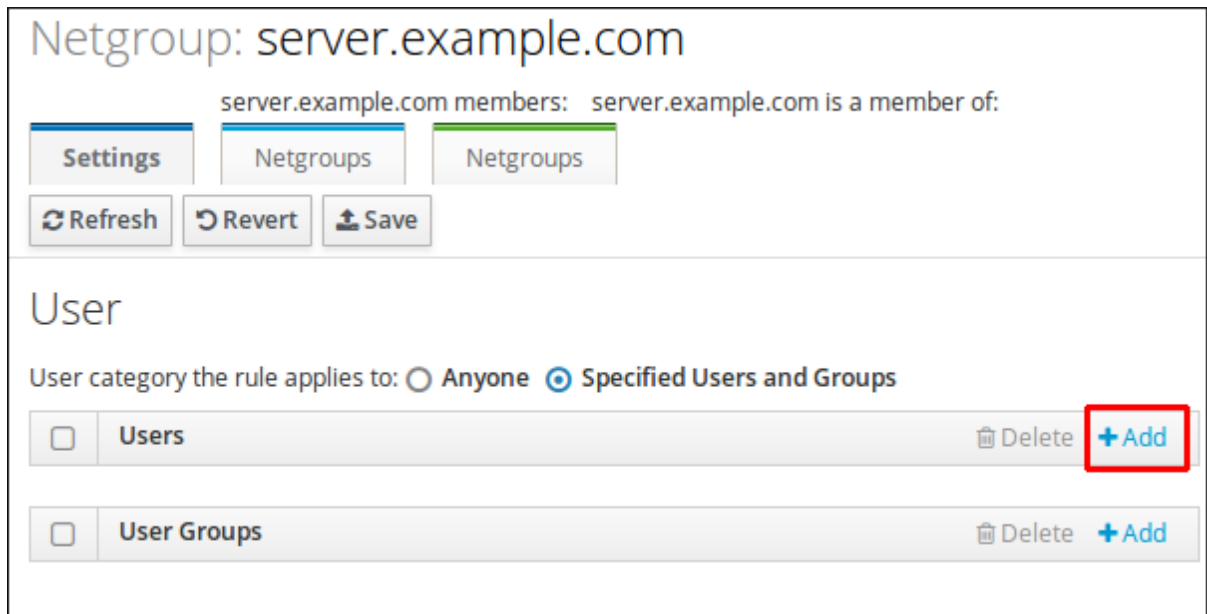 Netgroup: server.example.com
server.example.com members: server.example.com is a member of:
Settings Netgroups Netgroups
Refresh Revert Save
User
User category the rule applies to: Anyone Specified Users and Groups
Users Delete Add
User Groups Delete Add